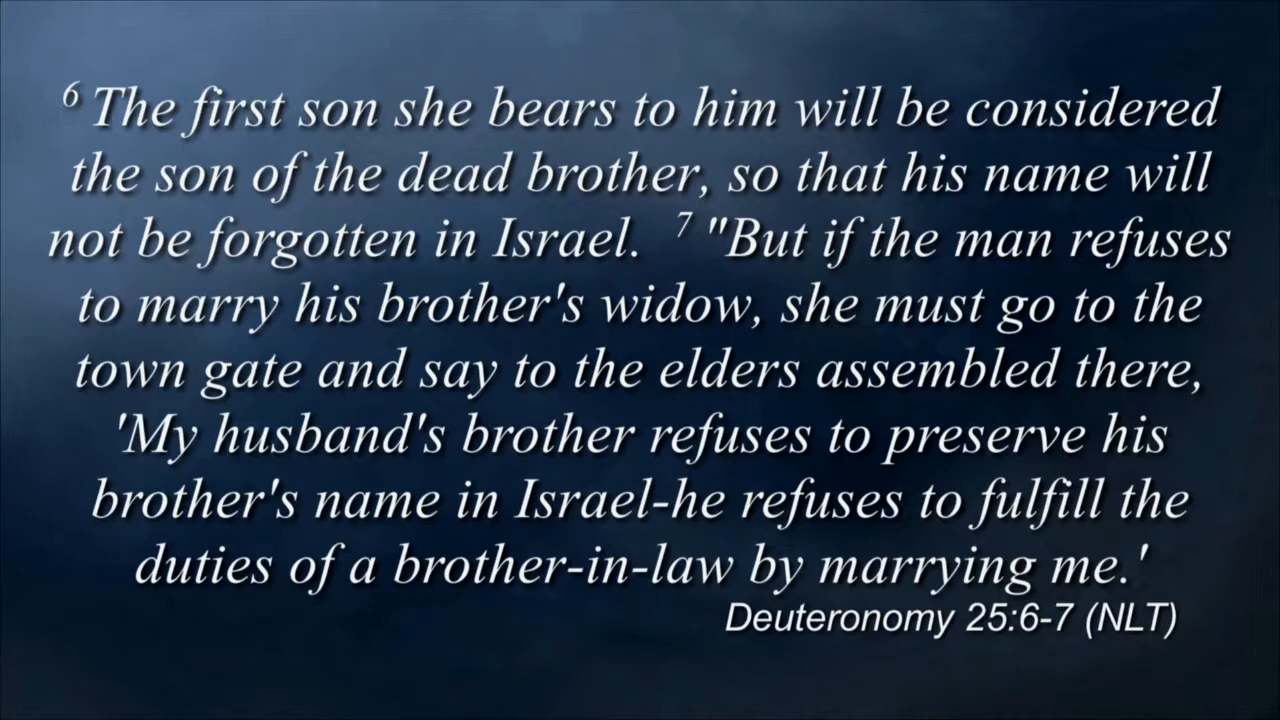 6 The first son she bears to him will be considered
the son of the dead brother, so that his name will
not be forgotten in Israel. 7 "But if the man refuses
to marry his brother's widow, she must go to the
town gate and say to the elders assembled there,
'My husband's brother refuses to preserve his
brother's name in Israel-he refuses to fulfill the
duties of a brother-in-law by marrying me.'
Deuteronomy 25:6-7 (NLT)